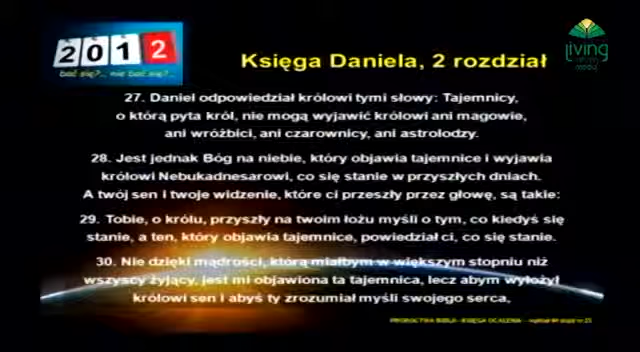 2012
bać się?... nie bać się?...
Księga Daniela, 2 rozdział
Living
27. Daniel odpowiedział królowi tymi słowy: Tajemnicy,
o którą pyta król, nie mogą wyjawić królowi ani magowie,
ani wróżbici, ani czarownicy, ani astrolodzy.
28. Jest jednak Bóg na niebie, który objawia tajemnice i wyjawia
królowi Nebukadnesarowi, co się stanie w przyszłych dniach.
A twój sen i twoje widzenie, które ci przeszły przez głowę, są takie:
29. Tobie, o królu, przyszły na twoim łożu myśli o tym, co kiedyś się
stanie, a ten, który objawia tajemnice, powiedział ci, co się stanie.
30. Nie dzięki mądrości, którą miałbym w większym stopniu niż
wszyscy żyjący, jest mi objawiona ta tajemnica, lecz abym wyłożył
królowi sen i abyś ty zrozumiał myśli swojego serca,
PROROCTWA BIBLII - KSIĘGA OCALENIA -